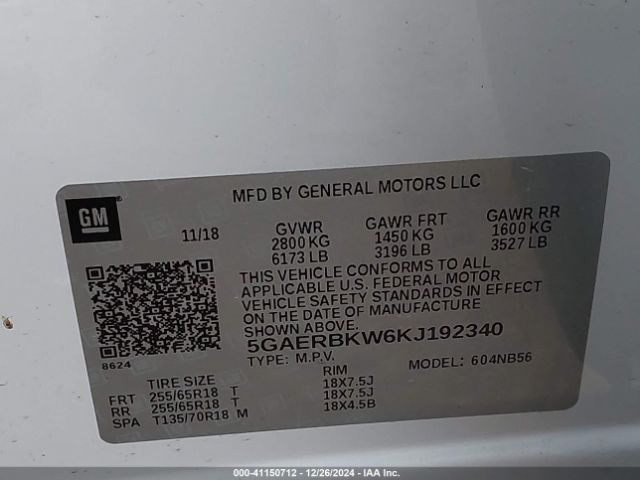 MFD BY GENERAL MOTORS LLC
GM
11/18
GVWR GAWR FRT GAWR RR
2800 KG 1450 KG 1600 KG
6173 LB 3196 LB 3527 LB
THIS VEHICLE CONFORMS TO ALL
APPLICABLE U.S. FEDERAL MOTOR
VEHICLE SAFETY STANDARDS IN EFFECT
ON THE DATE OF MANUFACTURE
SHOWN ABOVE.
8624
5GAERBKW6KJ192340
TYPE: M.P.V. MODEL: 604NB56
TIRE SIZE RIM
FRT 255/65R18 T 18X7.5J
RR 255/65R18 T 18X7.5J
SPA T135/70R18 M 18X4.5B
000-41150712 - 12/26/2024 - IAA Inc.